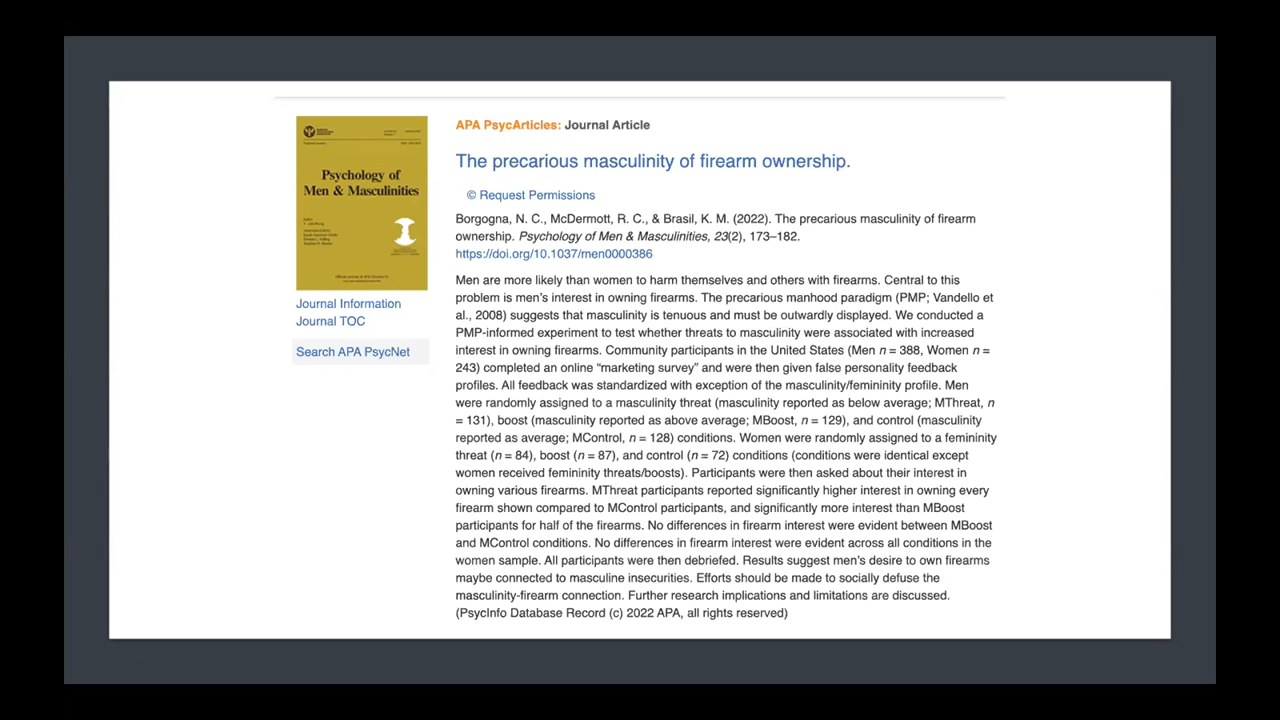 APA PsycArticles: Journal Article
The precarious masculinity of firearm ownership.
© Request Permissions
Borgogna, N. C., McDermott, R. C., & Brasil, K. M. (2022). The precarious masculinity of firearm
ownership. Psychology of Men & Masculinities, 23(2), 173–182.
https://doi.org/10.1037/men0000386
Men are more likely than women to harm themselves and others with firearms. Central to this
problem is men's interest in owning firearms. The precarious manhood paradigm (PMP; Vandello et
al., 2008) suggests that masculinity is tenuous and must be outwardly displayed. We conducted a
PMP-informed experiment to test whether threats to masculinity were associated with increased
interest in owning firearms. Community participants in the United States (Men n = 388, Women n =
243) completed an online “marketing survey” and were then given false personality feedback
profiles. All feedback was standardized with exception of the masculinity/femininity profile. Men
were randomly assigned to a masculinity threat (masculinity reported as below average; MThreat, n
= 131), boost (masculinity reported as above average; MBoost, n = 129), and control (masculinity
reported as average; MControl, n = 128) conditions. Women were randomly assigned to a femininity
threat (n = 84), boost (n = 87), and control (n = 72) conditions (conditions were identical except
women received femininity threats/boosts). Participants were then asked about their interest in
owning various firearms. MThreat participants reported significantly higher interest in owning every
firearm shown compared to MControl participants, and significantly more interest than MBoost
participants for half of the firearms. No differences in firearm interest were evident between MBoost
and MControl conditions. No differences in firearm interest were evident across all conditions in the
women sample. All participants were then debriefed. Results suggest men's desire to own firearms
maybe connected to masculine insecurities. Efforts should be made to socially defuse the
masculinity-firearm connection. Further research implications and limitations are discussed.
(PsycInfo Database Record (c) 2022 APA, all rights reserved)
Psychology of
Men & Masculinities
Journal Information
Journal TOC
Search APA PsycNet